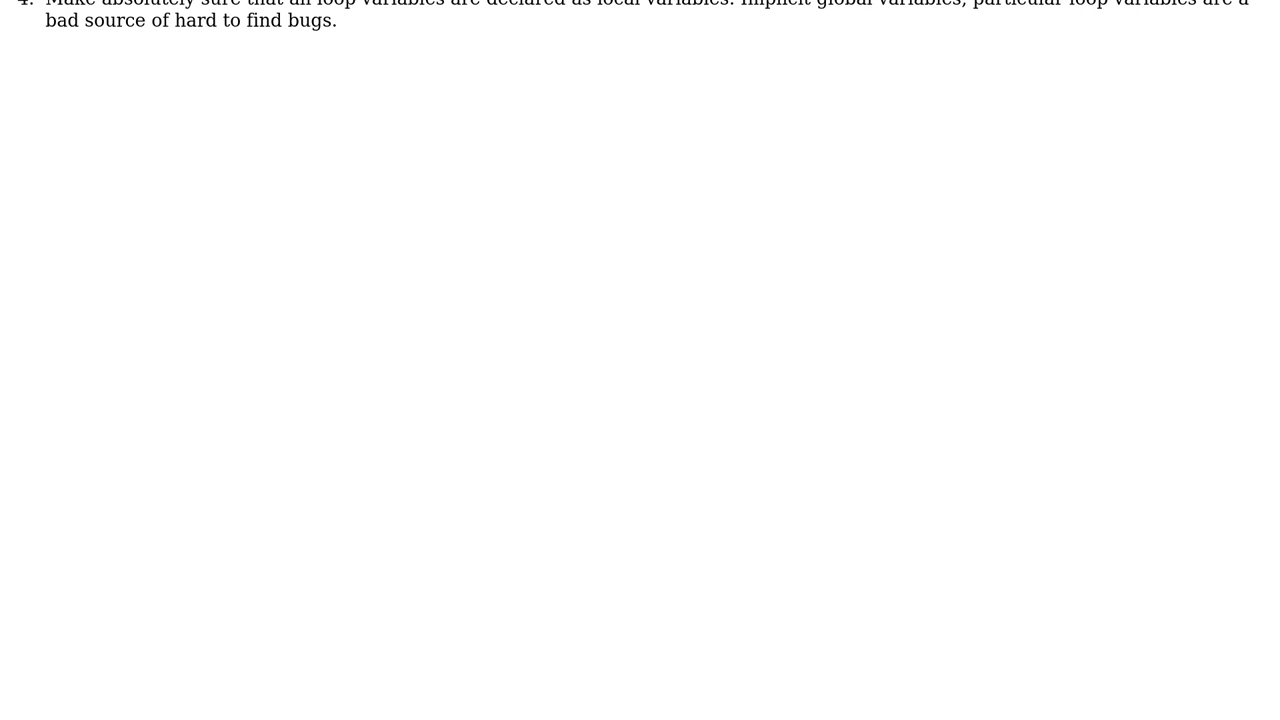 4. Make absolutely sure that all loop variables are declared as local variables. Implicit global variables, particular loop variables are a
bad source of hard to find bugs.